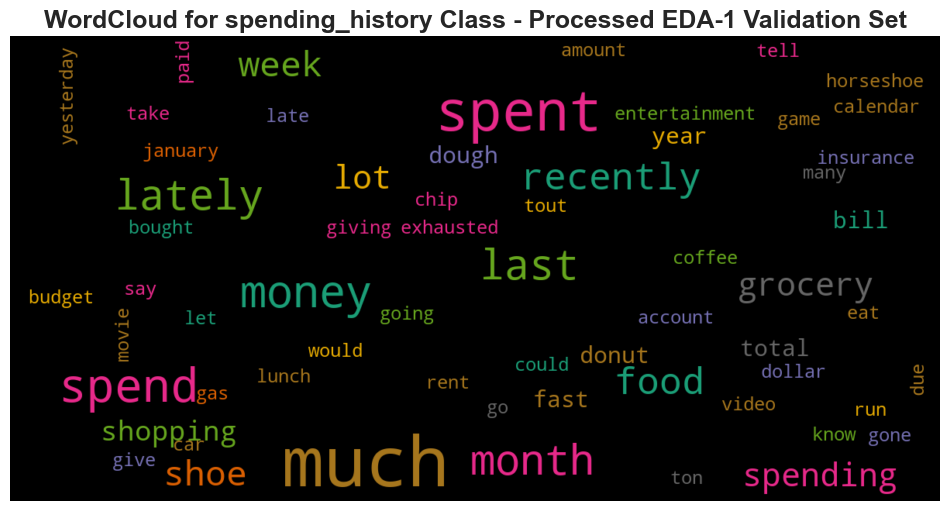 WordCloud for spending_history Class - Processed EDA-1 Validation Set
yesterday
paid
week
amount
tell
horseshoe
calendar
take
late
spent
entertainment
game
year
january
dough
insurance
many
lately
lot
recently
chip
tout
bought
giving
exhausted
bill
last
coffee
grocery
budget
say
money
let
going
account
eat
movie
would
could
donut
total
dollar
due
spend
gas
lunch
rent
food
fast
go
video
run
shopping
car
know
gone
give
shoe
much
month
ton
spending